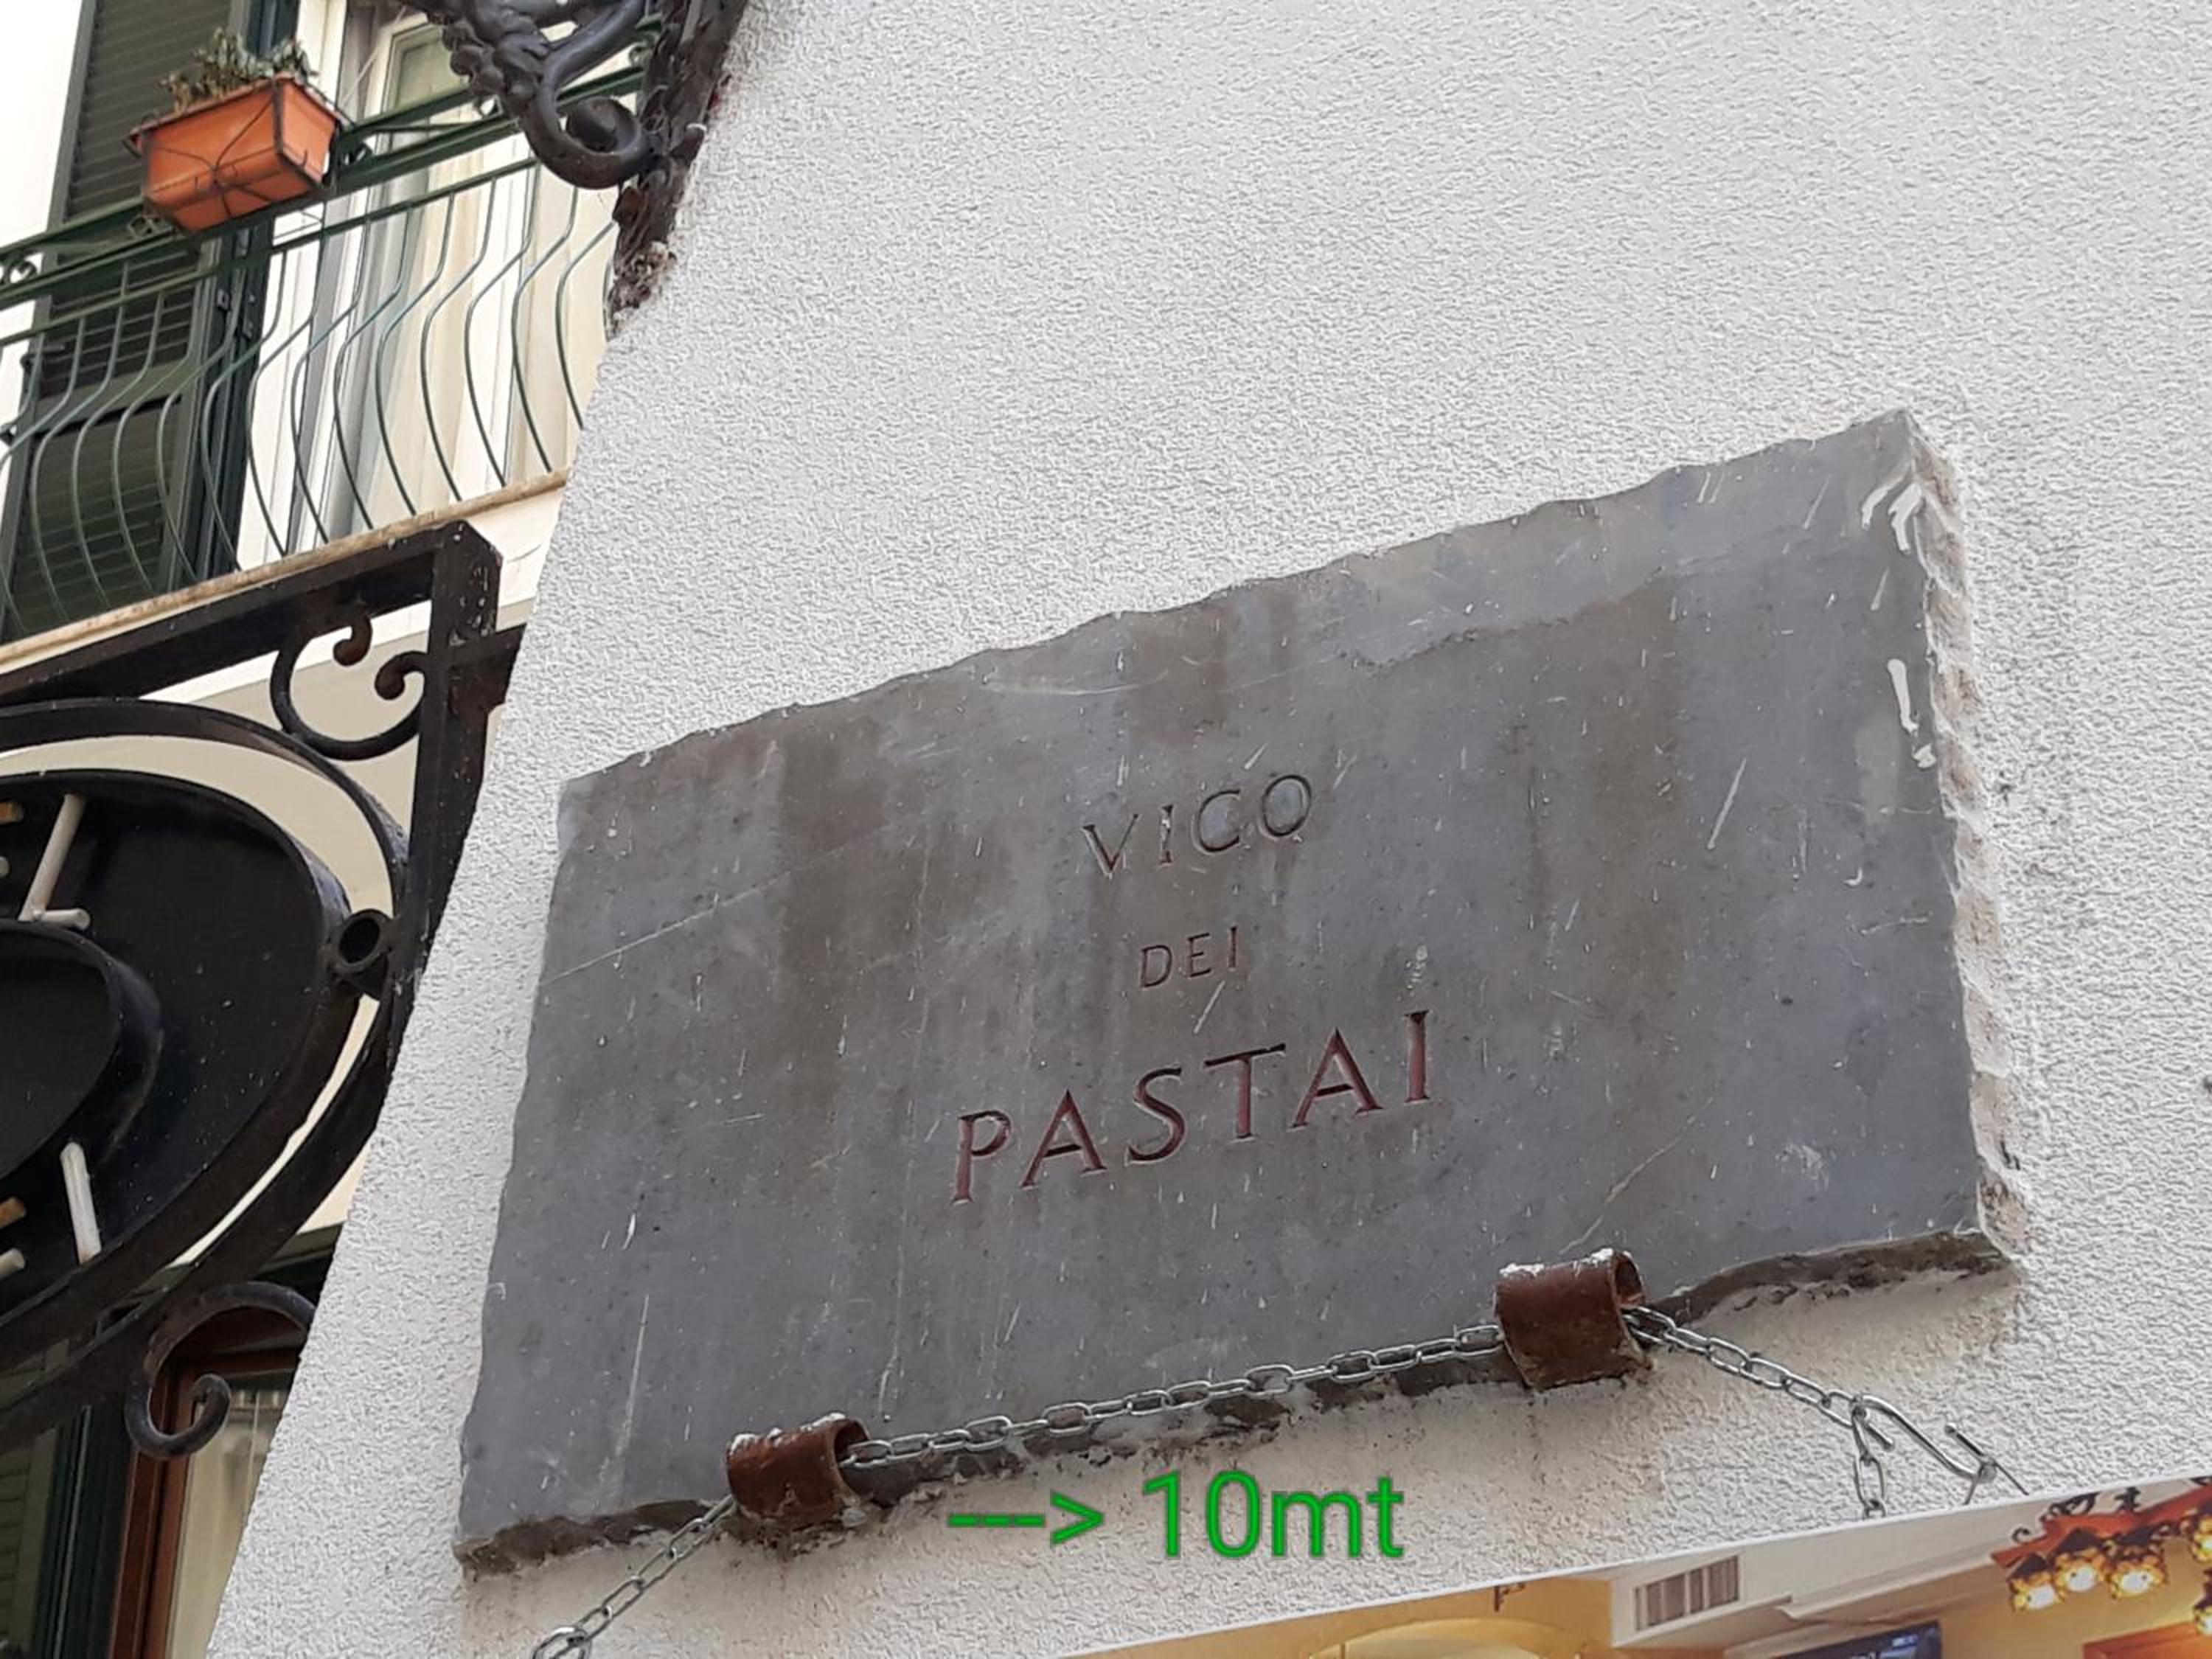 VICO
DEI
PASTAI
---> 10mt